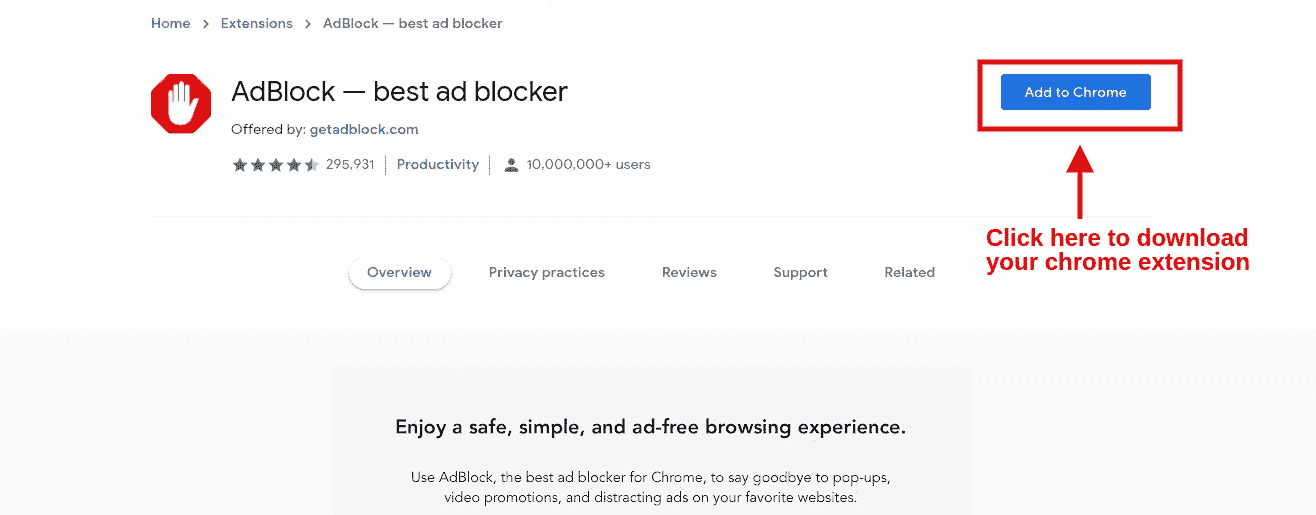 Home > Extensions > AdBlock — best ad blocker
AdBlock — best ad blocker
Add to Chrome
Offered by: getadblock.com
295,931 Productivity 10,000,000+ users
Click here to download
your chrome extension
Overview Privacy practices Reviews Support Related
Enjoy a safe, simple, and ad-free browsing experience.
Use AdBlock, the best ad blocker for Chrome, to say goodbye to pop-ups,
video promotions, and distracting ads on your favorite websites.